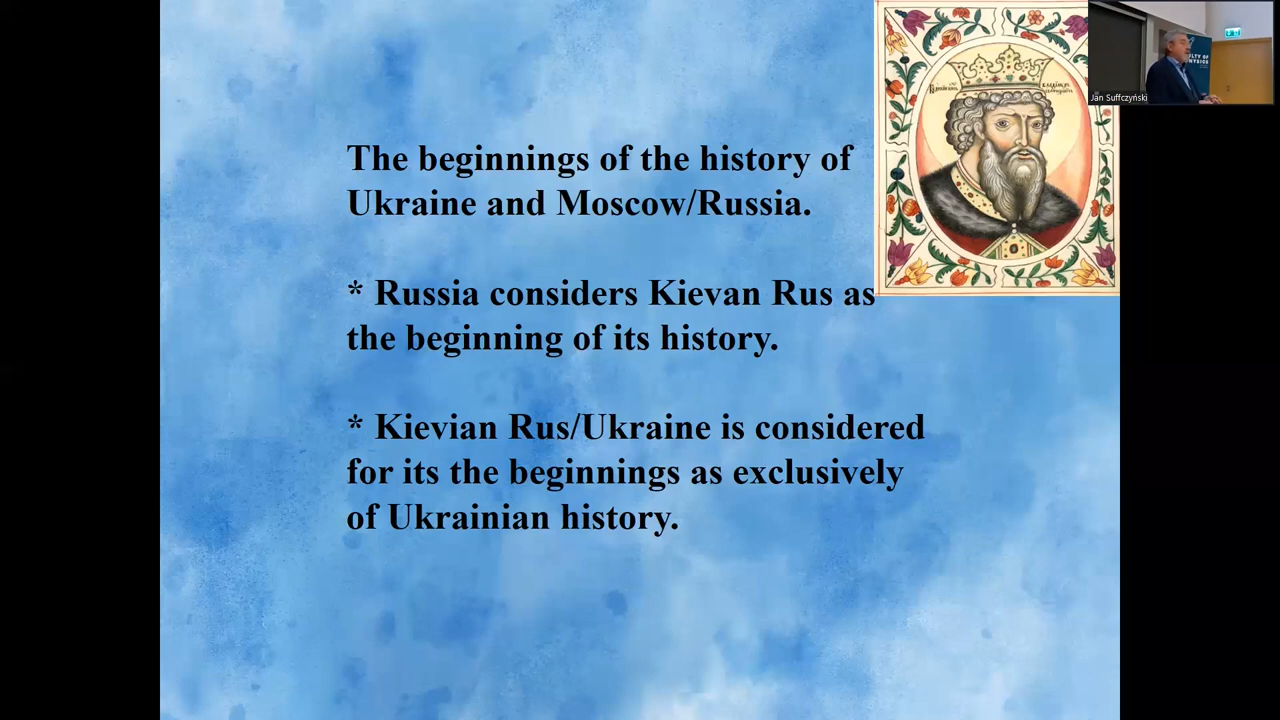 The beginnings of the history of
Ukraine and Moscow/Russia.
* Russia considers Kievan Rus as
the beginning of its history.
* Kievian Rus/Ukraine is considered
for its the beginnings as exclusively
of Ukrainian history.
Jan Suffczyński